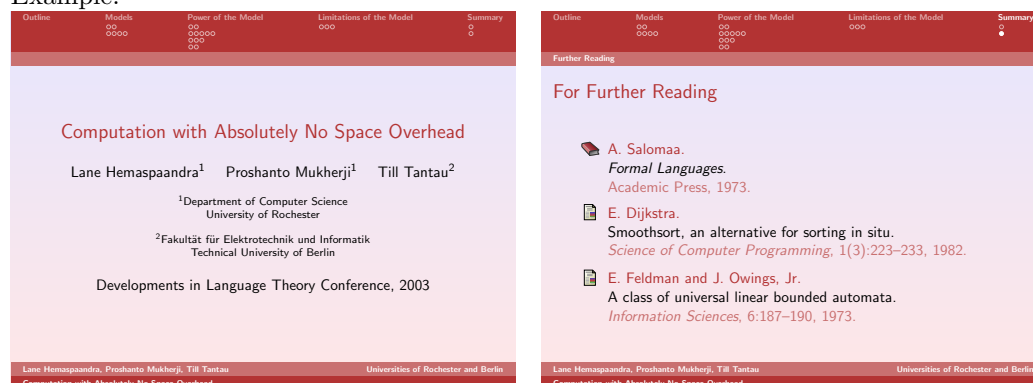 Example:
Outline Models Power of the Model Limitations of the Model Summary
Computation with Absolutely No Space Overhead
Lane Hemaspaandra1 Proshanto Mukherji1 Till Tantau2
1Department of Computer Science
University of Rochester
2Fakultät für Elektrotechnik und Informatik
Technical University of Berlin
Developments in Language Theory Conference, 2003
Lane Hemaspaandra, Proshanto Mukherji, Till Tantau Universities of Rochester and Berlin
Computation with Absolutely No Space Overhead
Outline Models Power of the Model Limitations of the Model Summary
Further Reading
For Further Reading
A. Salomaa.
Formal Languages.
Academic Press, 1973.
E. Dijkstra.
Smoothsort, an alternative for sorting in situ.
Science of Computer Programming, 1(3):223–233, 1982.
E. Feldman and J. Owings, Jr.
A class of universal linear bounded automata.
Information Sciences, 6:187–190, 1973.
Lane Hemaspaandra, Proshanto Mukherji, Till Tantau Universities of Rochester and Berlin
Computation with Absolutely No Space Overhead